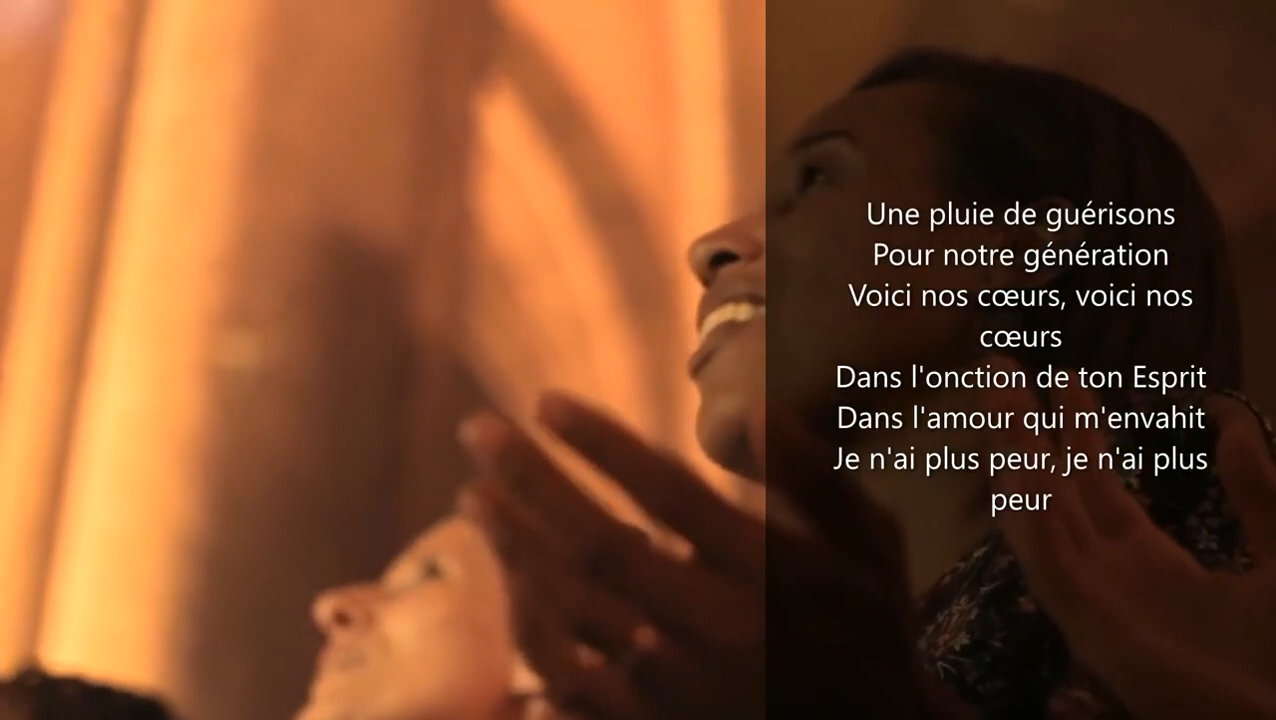 Une pluie de guérisons
Pour notre génération
Voici nos cœurs, voici nos
cœurs
Dans l'onction de ton Esprit
Dans l'amour qui m'envahit
Je n'ai plus peur, je n'ai plus
peur